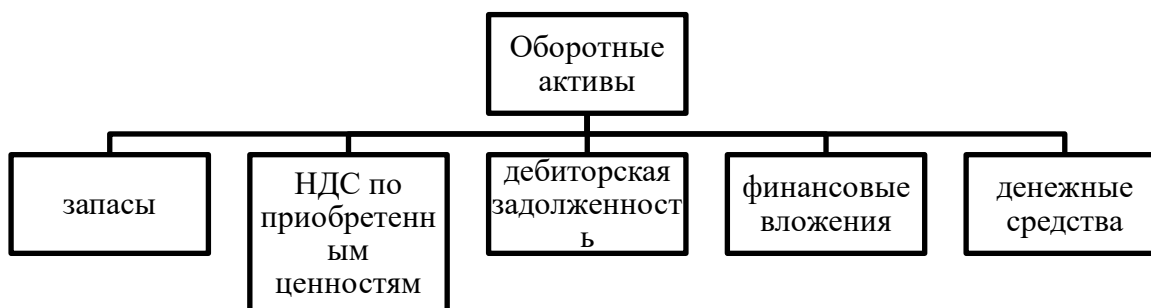 Оборотные
активы
запасы
НДС по
приобретенн
ым
ценностям
дебиторская
задолженност
ь
финансовые
вложения
денежные
средства